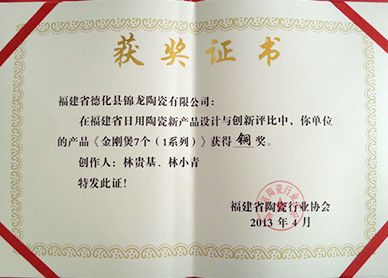 获奖证书
福建省德化县锦龙陶瓷有限公司：
在福建省日用陶瓷新产品设计与创新评比中，你单位
的产品《金刚煲7个（1系列）》获得 铜 奖。
创作人：林贵基、林小青
特发此证！
福建省陶瓷行业协会
2013 年 4 月